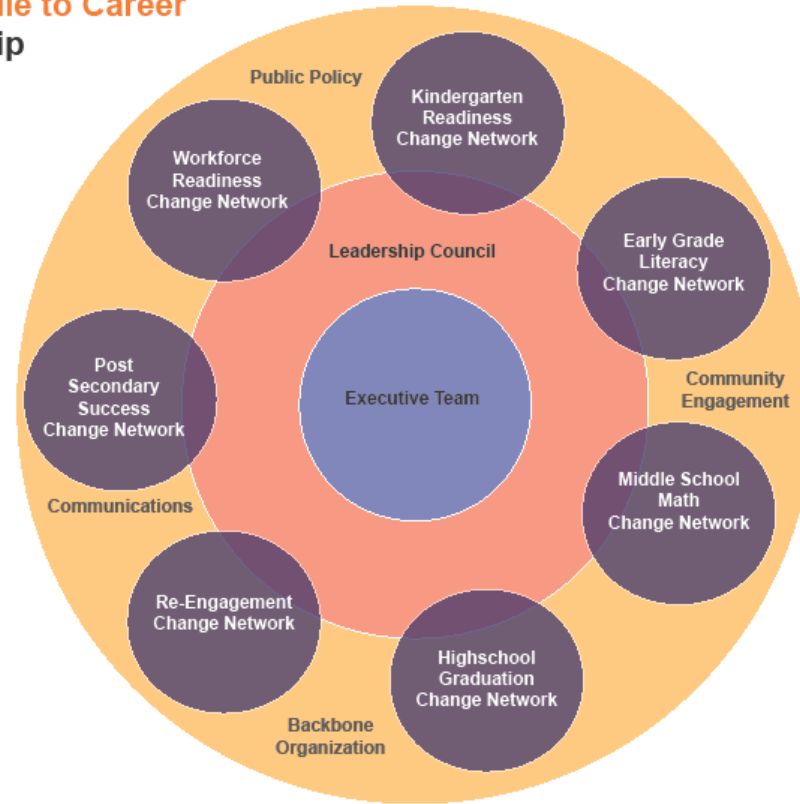 to Career
Public Policy
Kindergarten
Readiness
Change Network
Workforce
Readiness
Change Network
Leadership Council
Early Grade
Literacy
Change Network
Post
Secondary
Success
Change Network
Executive Team
Community
Engagement
Communications
Middle School
Math
Change Network
Re-Engagement
Change Network
Highschool
Graduation
Change Network
Backbone
Organization